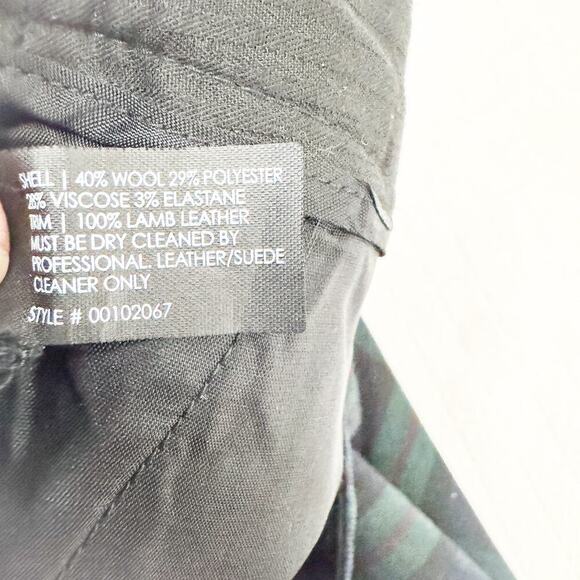 SHELL | 40% WOOL 29% POLYESTER
28% VISCOSE 3% ELASTANE
TRIM | 100% LAMB LEATHER
MUST BE DRY CLEANED BY
PROFESSIONAL. LEATHER/SUEDE
CLEANER ONLY
STYLE # 00102067